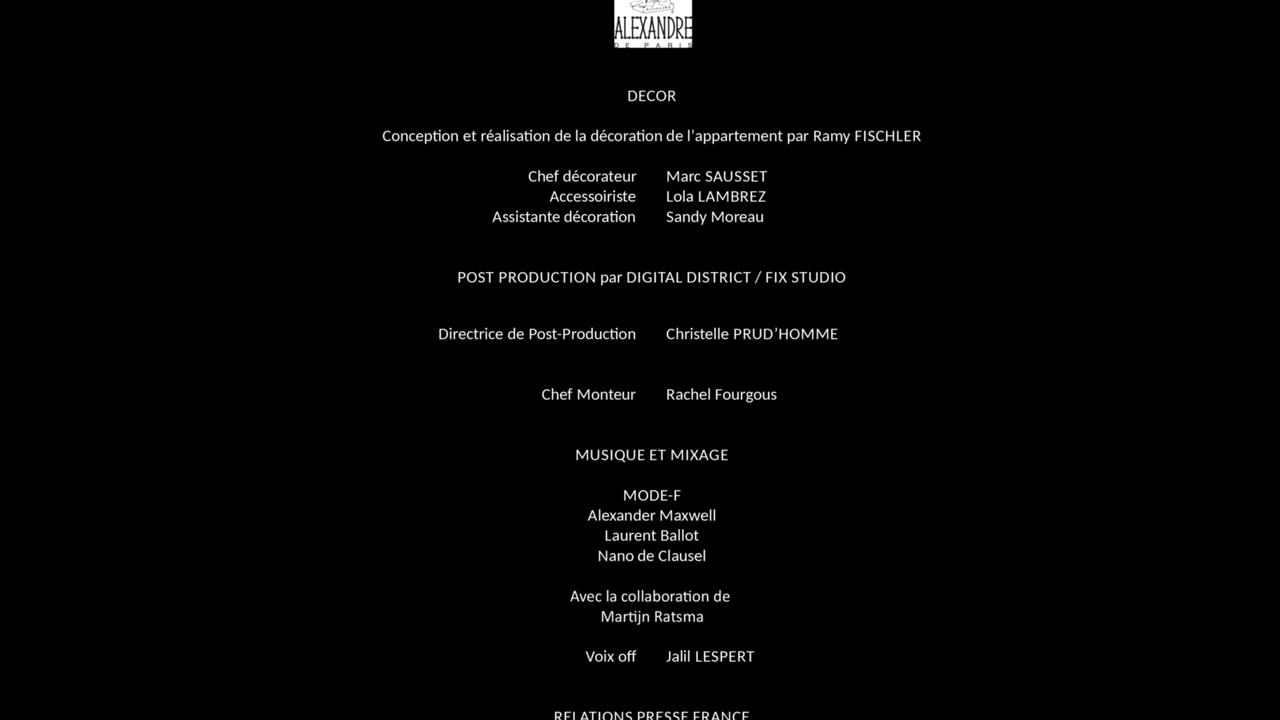 ALEXANDRE
DE PARIS
DECOR
Conception et réalisation de la décoration de l’appartement par Ramy FISCHLER
Chef décorateur Marc SAUSSET
Accessoiriste Lola LAMBREZ
Assistante décoration Sandy Moreau
POST PRODUCTION par DIGITAL DISTRICT / FIX STUDIO
Directrice de Post-Production Christelle PRUD’HOMME
Chef Monteur Rachel Fourgous
MUSIQUE ET MIXAGE
MODE-F
Alexander Maxwell
Laurent Ballot
Nano de Clausel
Avec la collaboration de
Martijn Ratsma
Voix off Jalil LESPERT
RELATIONS PRESSE FRANCE